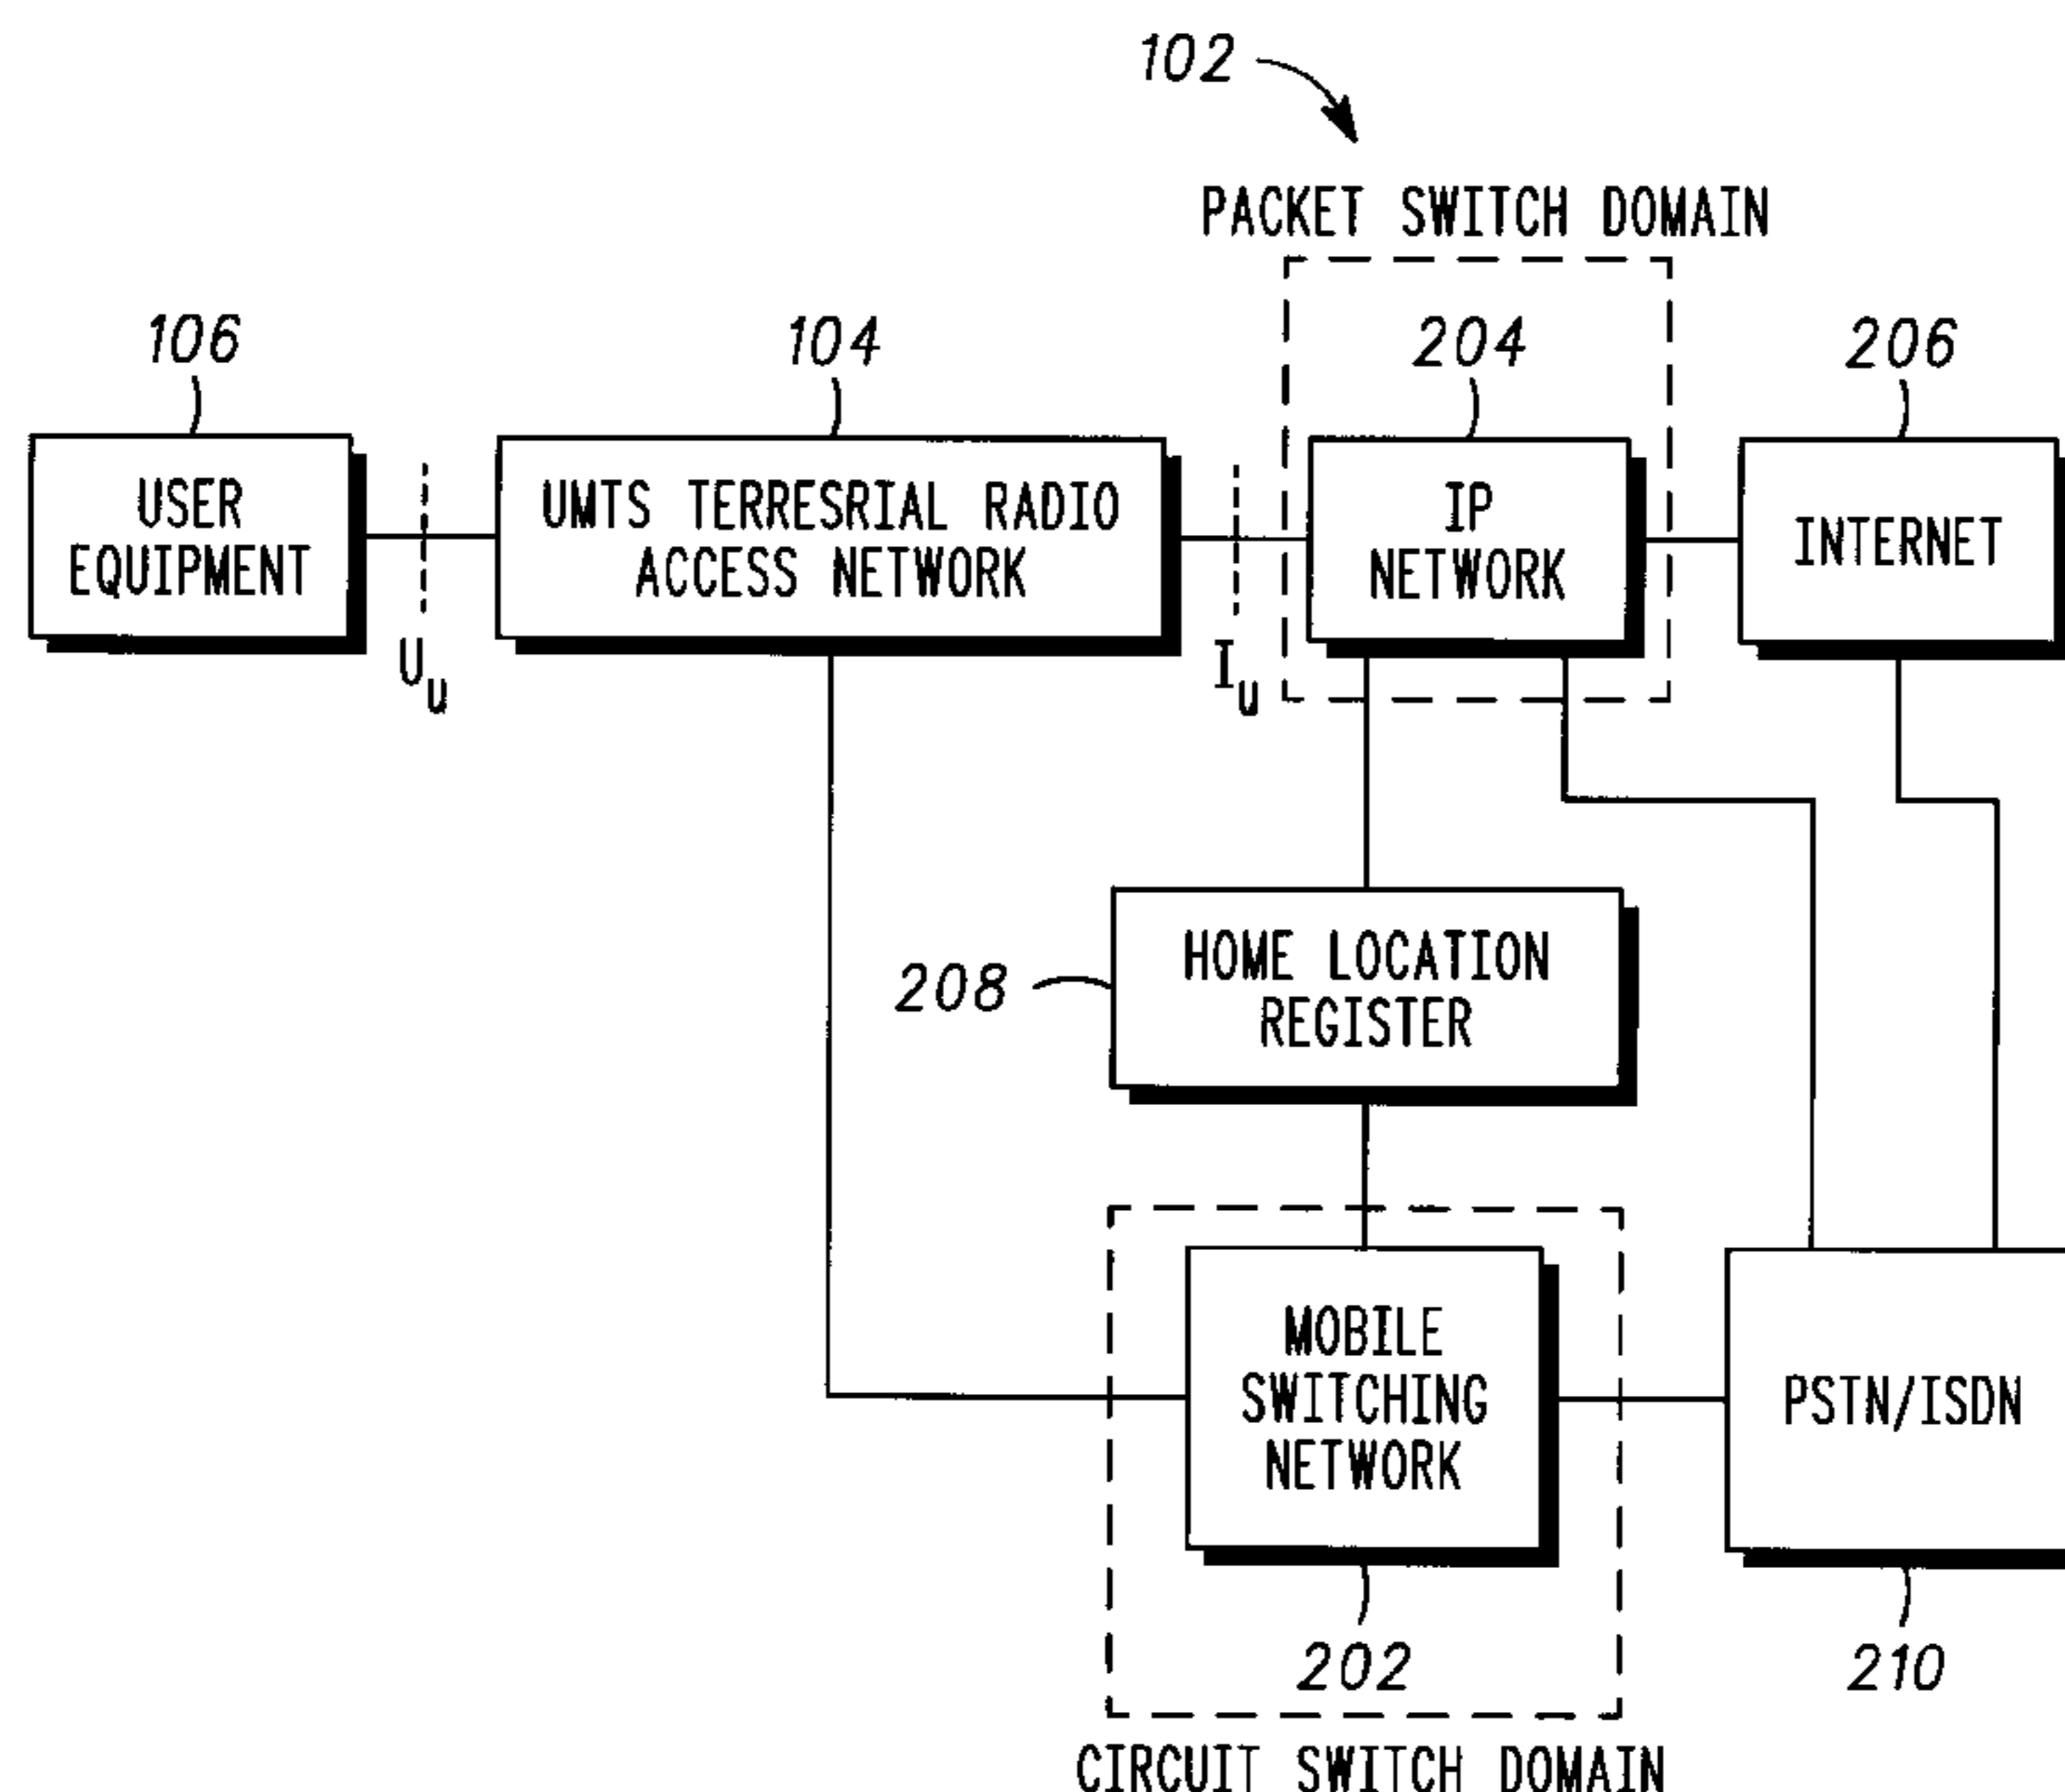 102
PACKET SWITCH DOMAIN
106
104
204
206
USER
EQUIPMENT
UMTS TERRESRIAL RADIO
ACCESS NETWORK
IP
NETWORK
INTERNET
Uu
Iu
208
HOME LOCATION
REGISTER
MOBILE
SWITCHING
NETWORK
PSTN/ISDN
202
210
CIRCUIT SWITCH DOMAIN